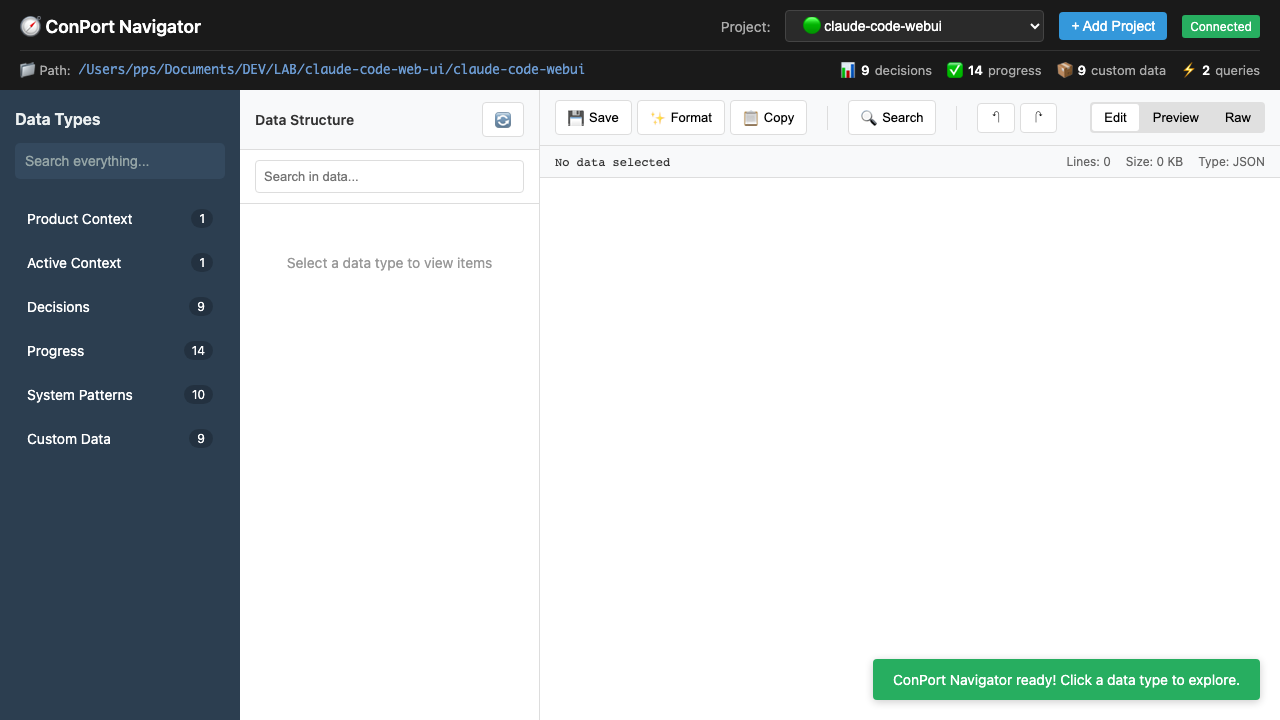 🧭 ConPort Navigator
Project: 🟢 claude-code-webui + Add Project Connected
📁 Path: /Users/pps/Documents/DEV/LAB/claude-code-web-ui/claude-code-webui 📊 9 decisions ✅ 14 progress 📦 9 custom data ⚡ 2 queries
Data Types
Search everything...
Product Context 1
Active Context 1
Decisions 9
Progress 14
System Patterns 10
Custom Data 9
Data Structure 🔄
Search in data...
Select a data type to view items
💾 Save ✨ Format 📋 Copy 🔍 Search Edit Preview Raw
No data selected Lines: 0 Size: 0 KB Type: JSON
ConPort Navigator ready! Click a data type to explore.